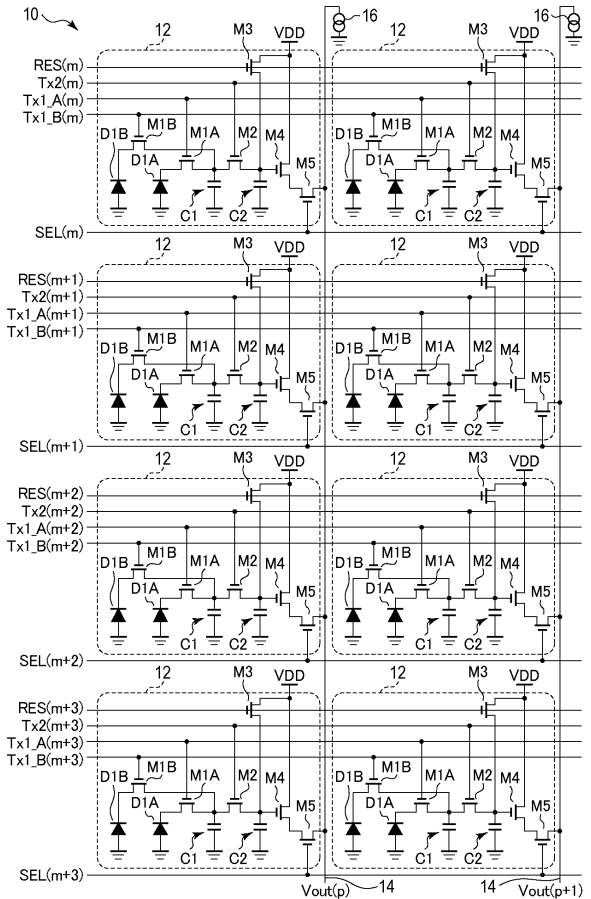 10
12
16
12
16
M3
VDD
M3
VDD
RES(m)
Tx2(m)
Tx1_A(m)
Tx1_B(m)
D1B
M1B
D1A
M1A
M2
M4
M5
D1B
M1B
D1A
M1A
M2
M4
M5
C1
C2
C1
C2
SEL(m)
12
M3
VDD
12
M3
VDD
RES(m+1)
Tx2(m+1)
Tx1_A(m+1)
Tx1_B(m+1)
D1B
M1B
D1A
M1A
M2
M4
M5
D1B
M1B
D1A
M1A
M2
M4
M5
C1
C2
C1
C2
SEL(m+1)
12
M3
VDD
12
M3
VDD
RES(m+2)
Tx2(m+2)
Tx1_A(m+2)
Tx1_B(m+2)
D1B
M1B
D1A
M1A
M2
M4
M5
D1B
M1B
D1A
M1A
M2
M4
M5
C1
C2
C1
C2
SEL(m+2)
12
M3
VDD
12
M3
VDD
RES(m+3)
Tx2(m+3)
Tx1_A(m+3)
Tx1_B(m+3)
D1B
M1B
D1A
M1A
M2
M4
M5
D1B
M1B
D1A
M1A
M2
M4
M5
C1
C2
C1
C2
SEL(m+3)
Vout(p)
14
14
Vout(p+1)